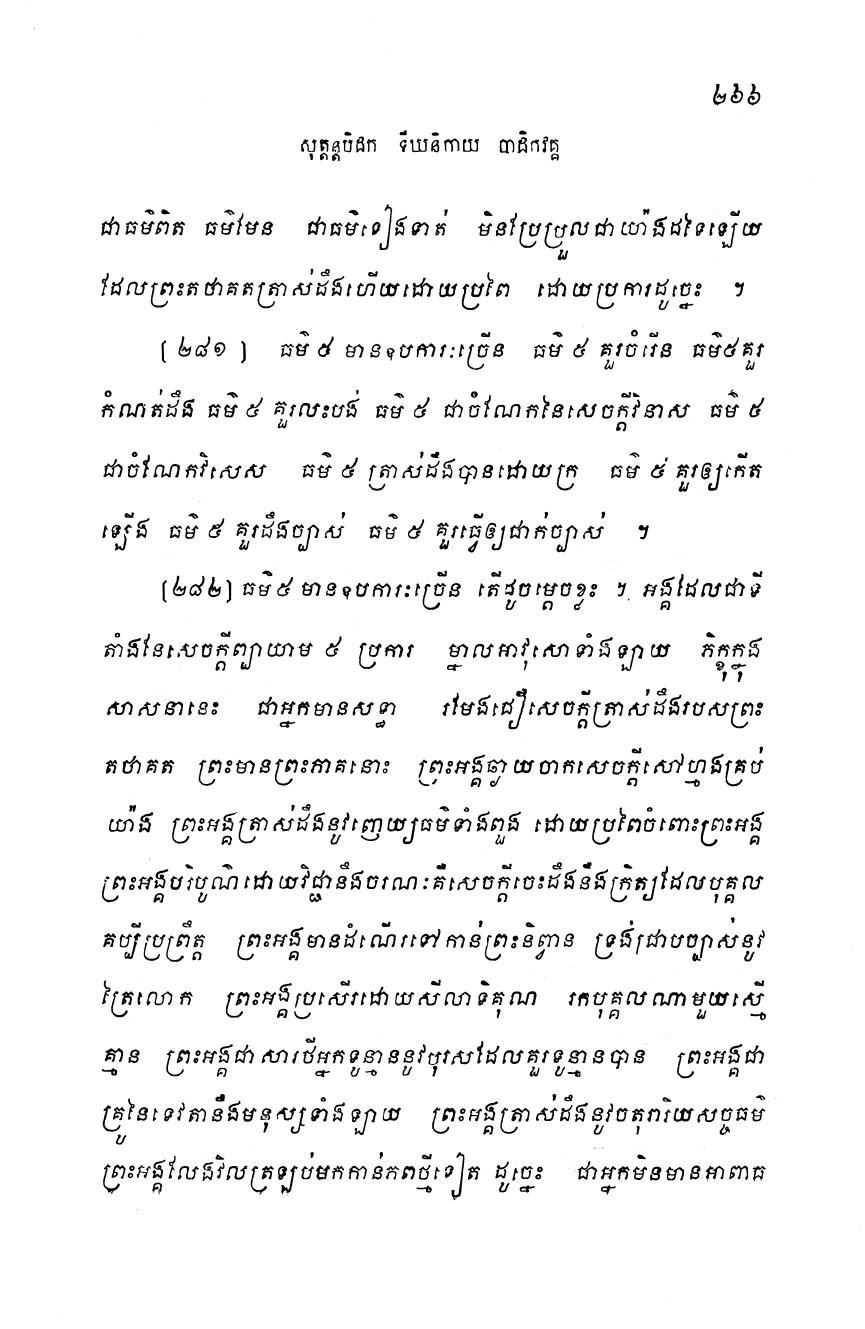 ២៦៦
សុត្តន្តបិដក ទីឃនិកាយ បាដិកវគ្គ
ជាធម៌ពិត ធម៌មែន ជាធម៌ទៀងទាត់ មិនប្រែប្រួលជាយ៉ាងដទៃឡើយ
ដែលព្រះតថាគតត្រាស់ដឹងហើយដោយប្រពៃ ដោយប្រការដូច្នេះ ។
[២៨១] ធម៌ ៥ មានឧបការៈច្រើន ធម៌ ៥ គួរចំរើន ធម៌៥គួរ
កំណត់ដឹង ធម៌ ៥ គួរលះបង់ ធម៌ ៥ ជាចំណែកនៃសេចក្តីវិនាស ធម៌ ៥
ជាចំណែកវិសេស ធម៌ ៥ ត្រាស់ដឹងបានដោយក្រ ធម៌ ៥ គួរឲ្យកើត
ឡើង ធម៌ ៥ គួរដឹងច្បាស់ ធម៌ ៥ គួរធ្វើឲ្យជាក់ច្បាស់ ។
[២៨២] ធម៌៥ មានឧបការៈច្រើន តើដូចម្តេចខ្លះ ។ អង្គដែលជាទី
តាំងនៃសេចក្តីព្យាយាម ៥ ប្រការ ម្នាលអាវុសោទាំងឡាយ ភិក្ខុក្នុង
សាសនានេះ ជាអ្នកមានសទ្ធា រមែងជឿសេចក្តីត្រាស់ដឹងរបស់ព្រះ
តថាគត ព្រះមានព្រះភាគនោះ ព្រះអង្គឆ្ងាយចាកសេចក្តីសៅហ្មងគ្រប់
យ៉ាង ព្រះអង្គត្រាស់ដឹងនូវញេយ្យធម៌ទាំងពួង ដោយប្រពៃចំពោះព្រះអង្គ
ព្រះអង្គបរិបូណ៌ដោយវិជ្ជានឹងចរណៈគឺសេចក្តីចេះដឹងនឹងក្រិត្យដែលបុគ្គល
គប្បីប្រព្រឹត្ត ព្រះអង្គមានដំណើរទៅកាន់ព្រះនិព្វាន ទ្រង់ជ្រាបច្បាស់នូវ
ត្រៃលោក ព្រះអង្គប្រសើរដោយសីលាទិគុណ រកបុគ្គលណាមួយស្មើ
គ្មាន ព្រះអង្គជាសារថីអ្នកទូន្មាននូវបុរសដែលគួរទូន្មានបាន ព្រះអង្គជា
គ្រូនៃទេវតានឹងមនុស្សទាំងឡាយ ព្រះអង្គត្រាស់ដឹងនូវចតុរារិយសច្ចធម៌
ព្រះអង្គលែងវិលត្រឡប់មកកាន់ភពថ្មីទៀត ដូច្នេះ ជាអ្នកមិនមានអាពាធ